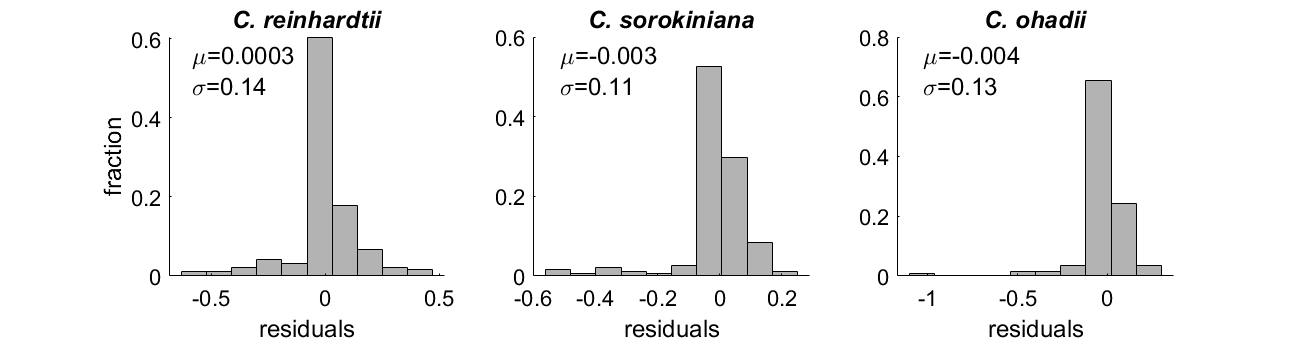 C. reinhardtii
μ=0.0003
σ=0.14
0.6
0.4
0.2
0
fraction
-0.5 0 0.5
residuals
C. sorokiniana
μ=-0.003
σ=0.11
0.6
0.4
0.2
0
-0.6 -0.4 -0.2 0 0.2
residuals
C. ohadii
μ=-0.004
σ=0.13
0.8
0.6
0.4
0.2
0
-1 -0.5 0
residuals